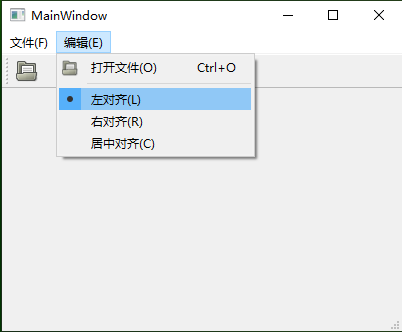 MainWindow
文件(F) 编辑(E)
打开文件(O) Ctrl+O
左对齐(L)
右对齐(R)
居中对齐(C)